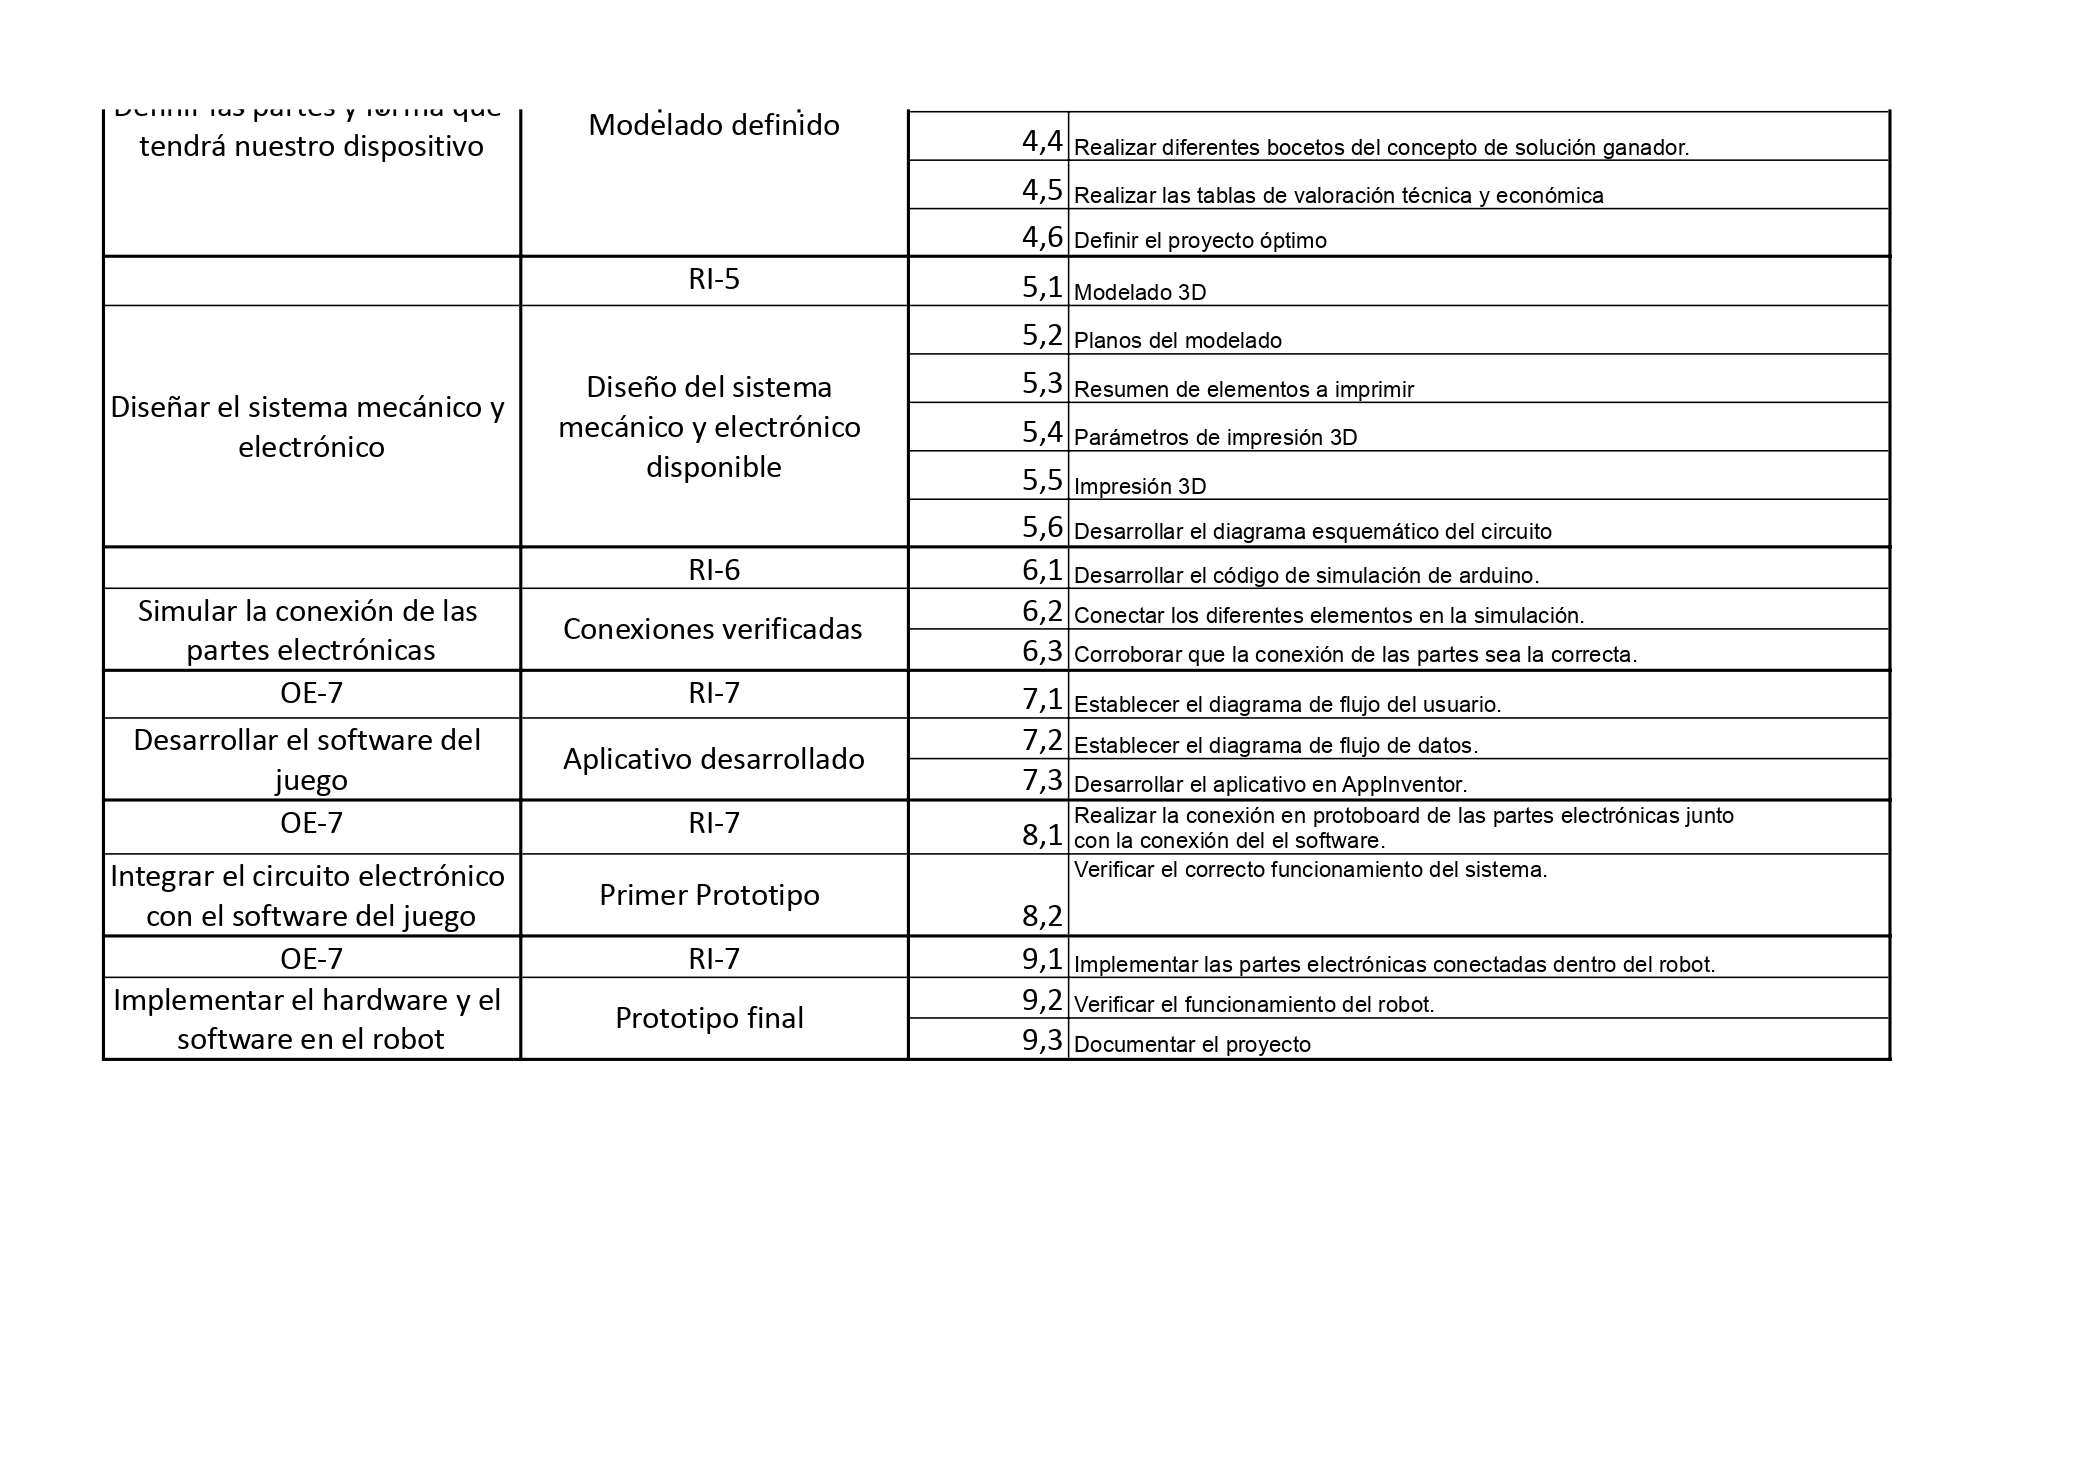 Definir las partes y forma que
tendrá nuestro dispositivo
Modelado definido
4,4 Realizar diferentes bocetos del concepto de solución ganador.
4,5 Realizar las tablas de valoración técnica y económica
4,6 Definir el proyecto óptimo
RI-5
5,1 Modelado 3D
Diseñar el sistema mecánico y
electrónico
Diseño del sistema
mecánico y electrónico
disponible
5,2 Planos del modelado
5,3 Resumen de elementos a imprimir
5,4 Parámetros de impresión 3D
5,5 Impresión 3D
5,6 Desarrollar el diagrama esquemático del circuito
RI-6
6,1 Desarrollar el código de simulación de arduino.
Simular la conexión de las
partes electrónicas
Conexiones verificadas
6,2 Conectar los diferentes elementos en la simulación.
6,3 Corroborar que la conexión de las partes sea la correcta.
OE-7
RI-7
7,1 Establecer el diagrama de flujo del usuario.
Desarrollar el software del
juego
Aplicativo desarrollado
7,2 Establecer el diagrama de flujo de datos.
7,3 Desarrollar el aplicativo en AppInventor.
OE-7
RI-7
8,1 Realizar la conexión en protoboard de las partes electrónicas junto
con la conexión del el software.
Integrar el circuito electrónico
con el software del juego
Primer Prototipo
8,2 Verificar el correcto funcionamiento del sistema.
OE-7
RI-7
9,1 Implementar las partes electrónicas conectadas dentro del robot.
Implementar el hardware y el
software en el robot
Prototipo final
9,2 Verificar el funcionamiento del robot.
9,3 Documentar el proyecto